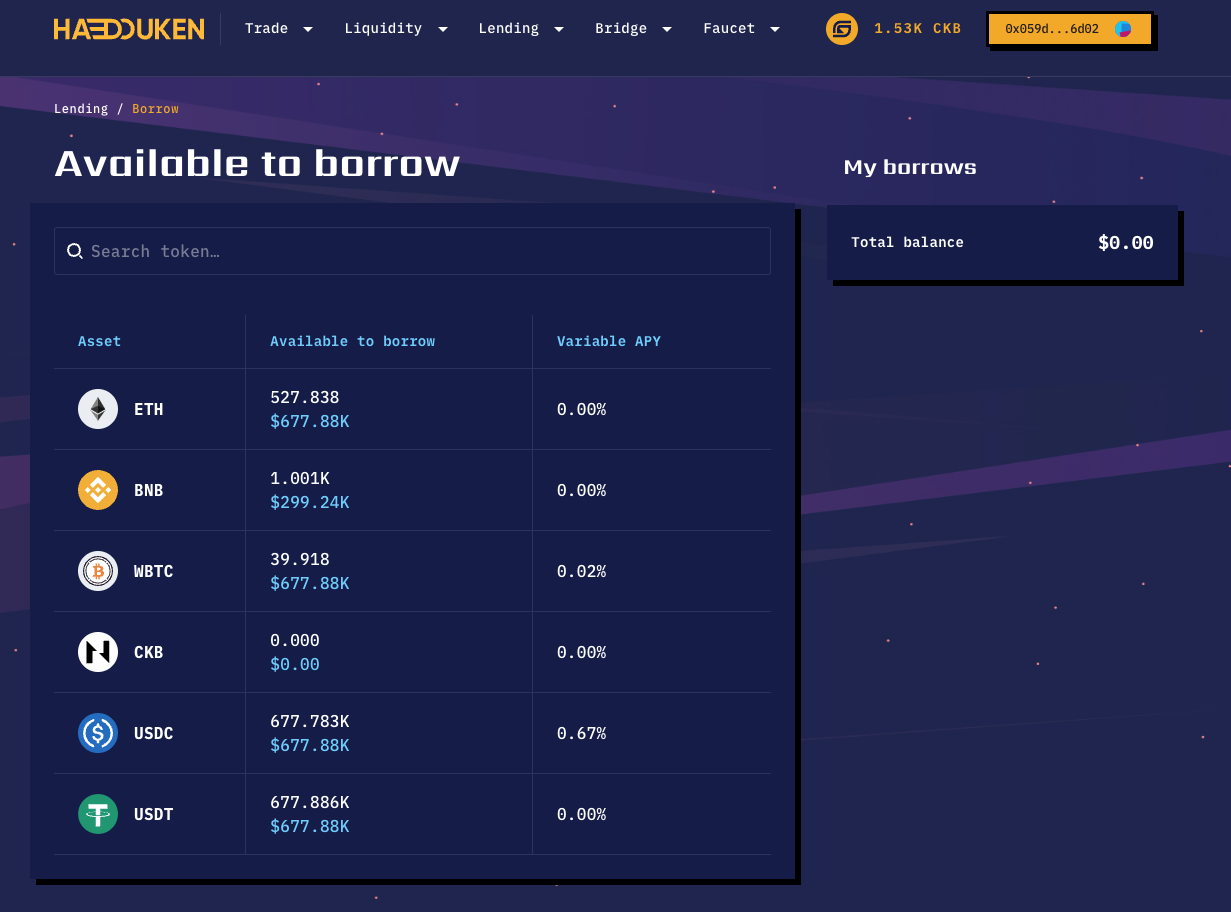 HADOUKEN
Trade Liquidity Lending Bridge Faucet 1.53K CKB 0x059d...6d02
Lending / Borrow
Available to borrow
My borrows
Search token…
Total balance $0.00
Asset Available to borrow Variable APY
ETH 527.838 0.00%
$677.88K
BNB 1.001K 0.00%
$299.24K
WBTC 39.918 0.02%
$677.88K
CKB 0.000 0.00%
$0.00
USDC 677.783K 0.67%
$677.88K
USDT 677.886K 0.00%
$677.88K